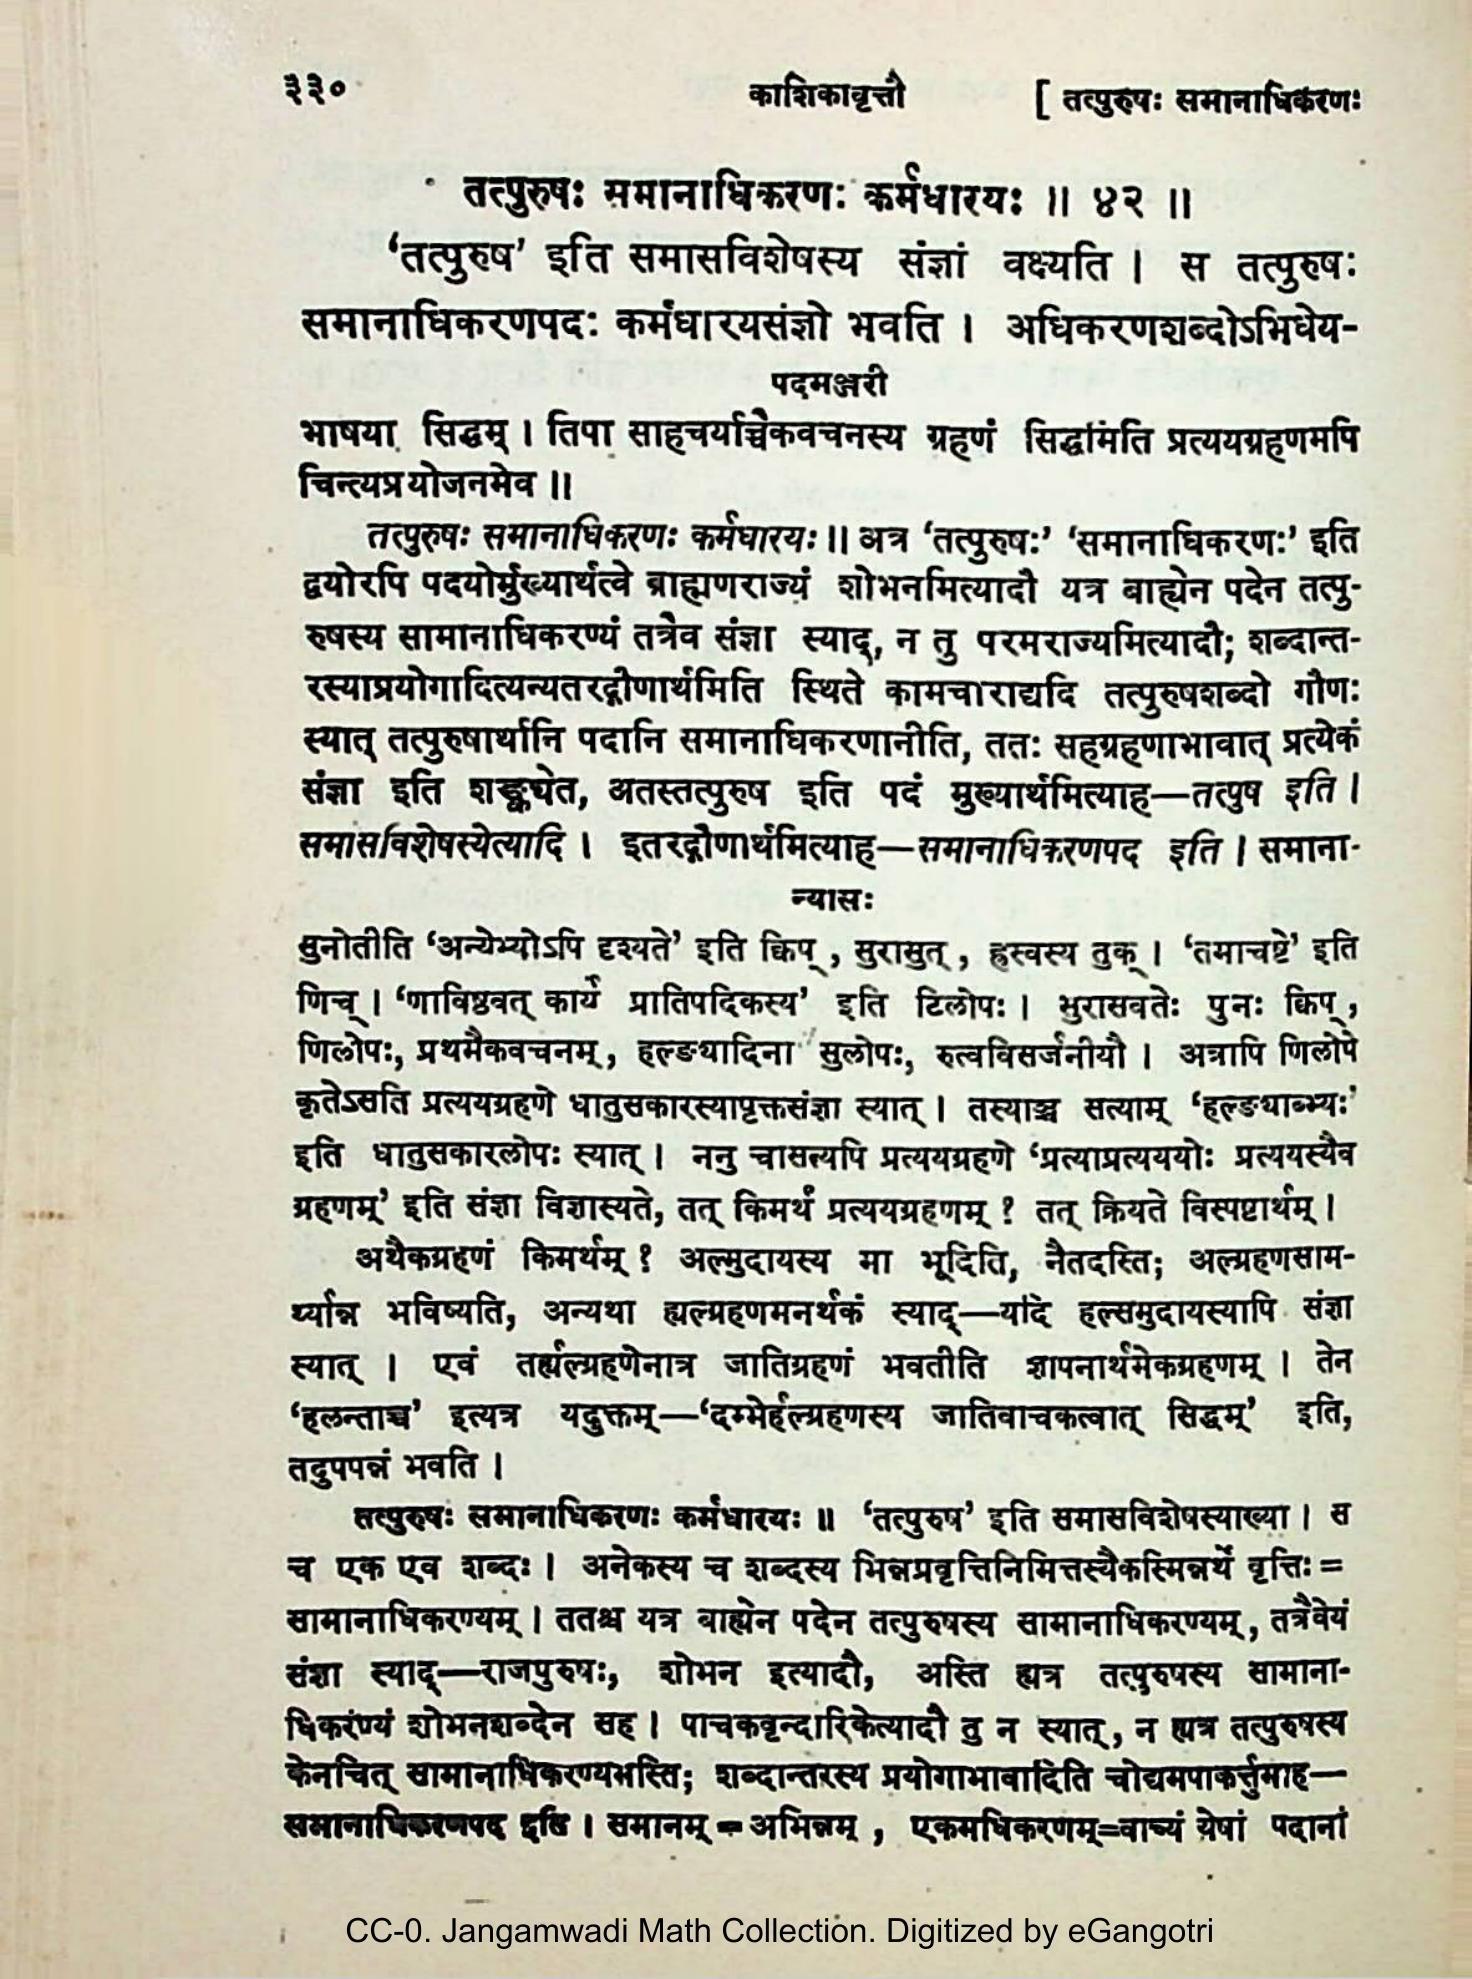 ३३०
काशिकावृत्तौ
[ तत्पुरुषः समानाधिकरणः
तत्पुरुषः समानाधिकरणः कर्मधारयः ॥ ४२ ॥
‘तत्पुरुष’ इति समासविशेषस्य संज्ञां वक्ष्यति । स तत्पुरुषः
समानाधिकरणपदः कर्मधारयसंज्ञो भवति । अधिकरणशब्दोऽभिधेय-
पदमञ्जरी
भाषया सिद्धम् । तिपा साहचर्याच्चैकवचनस्य ग्रहणं सिद्धमिति प्रत्ययग्रहणमपि
चिन्त्यप्रयोजनमेव ॥
तत्पुरुषः समानाधिकरणः कर्मधारयः ॥ अत्र ‘तत्पुरुषः’ ‘समानाधिकरणः’ इति
द्वयोरपि पदयोर्मुख्यार्थत्वे ब्राह्मणराज्यं शोभनमित्यादौ यत्र बाह्येन पदेन तत्पु-
रुषस्य सामानाधिकरण्यं तत्रैव संज्ञा स्याद्, न तु परमराज्यमित्यादौ; शब्दान्त-
रस्याप्रयोगादित्यन्यतरद्गौणार्थमिति स्थिते कामचाराद्यदि तत्पुरुषशब्दो गौणः
स्यात् तत्पुरुषार्थानि पदानि समानाधिकरणानीति, ततः सहग्रहणाभावात् प्रत्येकं
संज्ञा इति शङ्क्येत, अतस्तत्पुरुष इति पदं मुख्यार्थमित्याह—तत्पुष इति ।
समासविशेषस्येत्यादि । इतरद्गौणार्थमित्याह—समानाधिकरणपद इति । समाना-
न्यासः
सुनोतीति ‘अन्येभ्योऽपि दृश्यते’ इति क्विप्, सुरासुत्, ह्रस्वस्य तुक् । ‘तमाचष्टे’ इति
णिच् । ‘णाविष्ठवत् कार्यं प्रातिपदिकस्य’ इति टिलोपः । सुरासवतेः पुनः क्विप्,
णिलोपः, प्रथमैकवचनम्, हल्ङ्यादिना सुलोपः, रुत्वविसर्जनीयौ । अत्रापि णिलोपे
कृतेऽसति प्रत्ययग्रहणे धातुसकारस्यापृक्तसंज्ञा स्यात् । तस्याञ्च सत्याम् ‘हल्ङ्याब्भ्यः’
इति धातुसकारलोपः स्यात् । ननु चासत्यपि प्रत्ययग्रहणे ‘प्रत्याप्रत्यययोः प्रत्ययस्यैव
ग्रहणम्’ इति संज्ञा विज्ञास्यते, तत् किमर्थं प्रत्ययग्रहणम् ? तत् क्रियते विस्पष्टार्थम् ।
अथैकग्रहणं किमर्थम् ? अल्मुदायस्य मा भूदिति, नैतदस्ति; अल्ग्रहणसाम-
र्थ्यान्न भविष्यति, अन्यथा ह्यल्ग्रहणमनर्थकं स्याद्—यदि हल्समुदायस्यापि संज्ञा
स्यात् । एवं तर्ह्यल्ग्रहणेनात्र जातिग्रहणं भवतीति ज्ञापनार्थमेकग्रहणम् । तेन
‘हलन्ताच्च’ इत्यत्र यदुक्तम्—‘दम्भेर्हल्ग्रहणस्य जातिवाचकत्वात् सिद्धम्’ इति,
तदुपपन्नं भवति ।
तत्पुरुषः समानाधिकरणः कर्मधारयः ॥ ‘तत्पुरुष’ इति समासविशेषस्याख्या । स
च एक एव शब्दः । अनेकस्य च शब्दस्य भिन्नप्रवृत्तिनिमित्तस्यैकस्मिन्नर्थे वृत्तिः =
सामानाधिकरण्यम् । ततश्च यत्र बाह्येन पदेन तत्पुरुषस्य सामानाधिकरण्यम्, तत्रैवेयं
संज्ञा स्याद्—राजपुरुषः, शोभन इत्यादौ, अस्ति ह्यत्र तत्पुरुषस्य सामाना-
धिकरण्यं शोभनशब्देन सह । पाचकवृन्दारिकेत्यादौ तु न स्यात्, न ह्यत्र तत्पुरुषस्य
केनचित् सामानाधिकरण्यमस्ति; शब्दान्तरस्य प्रयोगाभावादिति चोद्यमपाकर्त्तुमाह—
समानाधिकरणपद इति । समानम् = अभिन्नम्, एकमधिकरणम्=वाच्यं येषां पदानां
CC-0. Jangamwadi Math Collection. Digitized by eGangotri